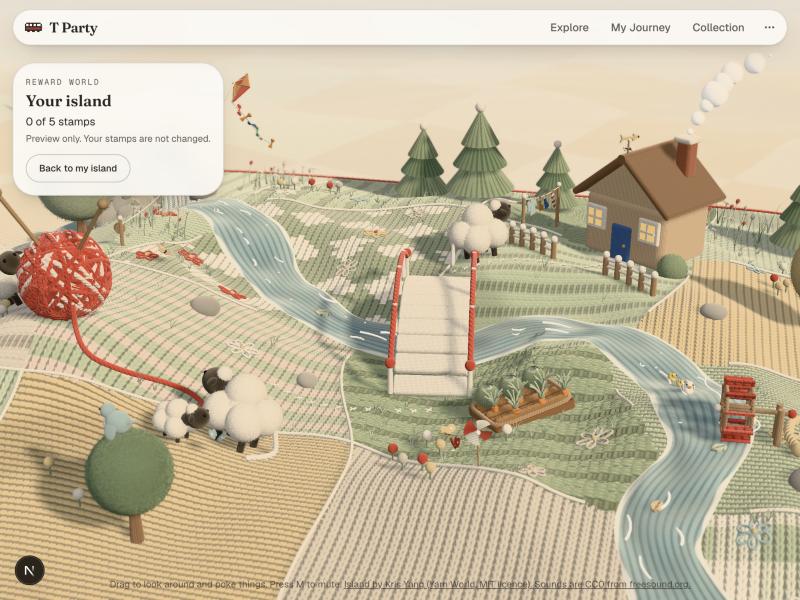 T Party
Explore
My Journey
Collection
REWARD WORLD
Your island
0 of 5 stamps
Preview only. Your stamps are not changed.
Back to my island
N
Drag to look around and poke things. Press M to mute. Island by Kris Yang (Yarn World, MIT licence). Sounds are CC0 from freesound.org.